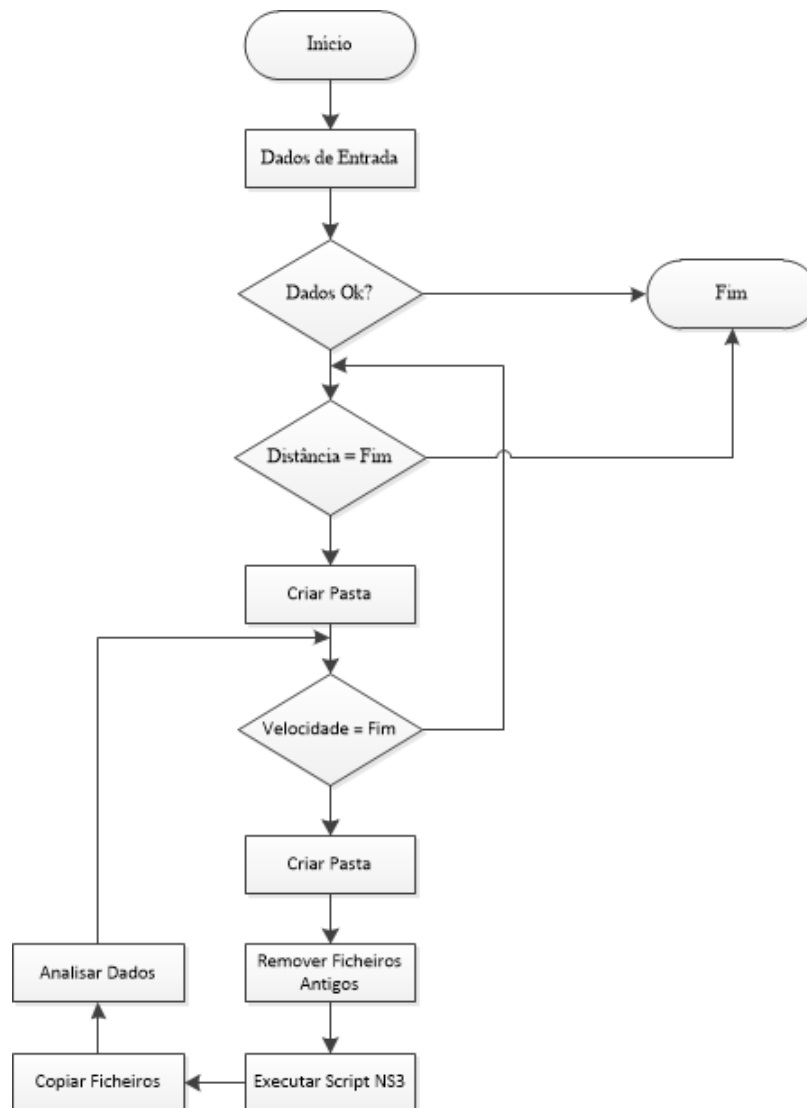 Início
Dados de Entrada
Dados Ok?
Fim
Distância = Fim
Criar Pasta
Velocidade = Fim
Criar Pasta
Remover Ficheiros
Antigos
Analisar Dados
Copiar Ficheiros
Executar Script NS3